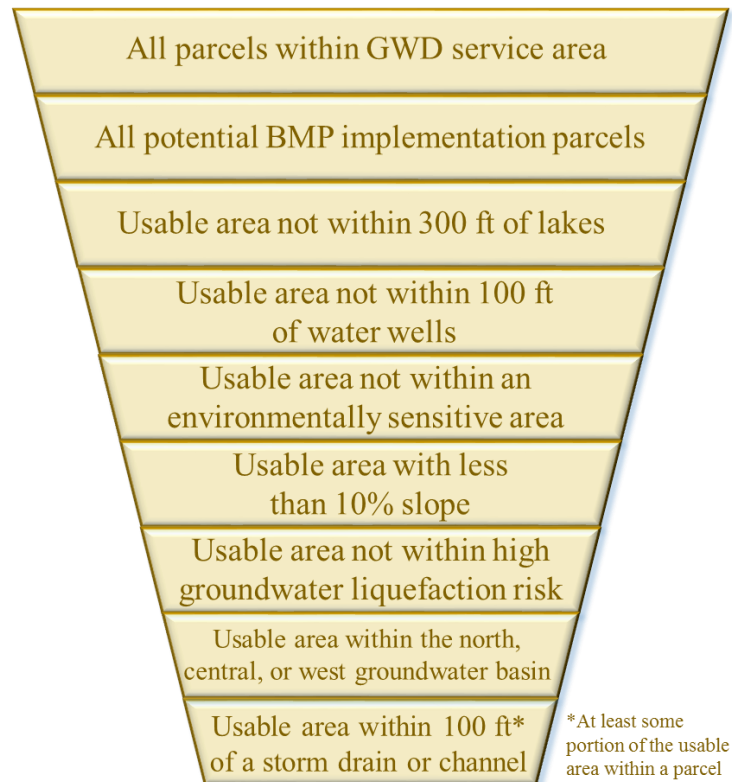 All parcels within GWD service area
All potential BMP implementation parcels
Usable area not within 300 ft of lakes
Usable area not within 100 ft
of water wells
Usable area not within an
environmentally sensitive area
Usable area with less
than 10% slope
Usable area not within high
groundwater liquefaction risk
Usable area within the north,
central, or west groundwater basin
Usable area within 100 ft*
of a storm drain or channel
*At least some
portion of the usable
area within a parcel